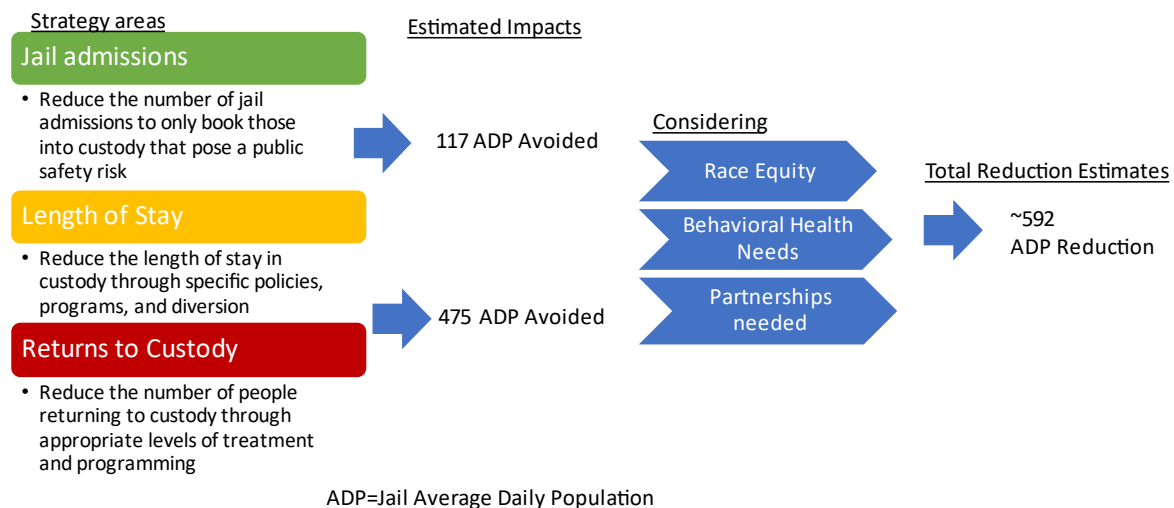 Strategy areas
Jail admissions
• Reduce the number of jail
admissions to only book those
into custody that pose a public
safety risk
Length of Stay
• Reduce the length of stay in
custody through specific policies,
programs, and diversion
Returns to Custody
• Reduce the number of people
returning to custody through
appropriate levels of treatment
and programming
Estimated Impacts
117 ADP Avoided
475 ADP Avoided
Considering
Race Equity
Behavioral Health
Needs
Partnerships
needed
Total Reduction Estimates
~592
ADP Reduction
ADP=Jail Average Daily Population